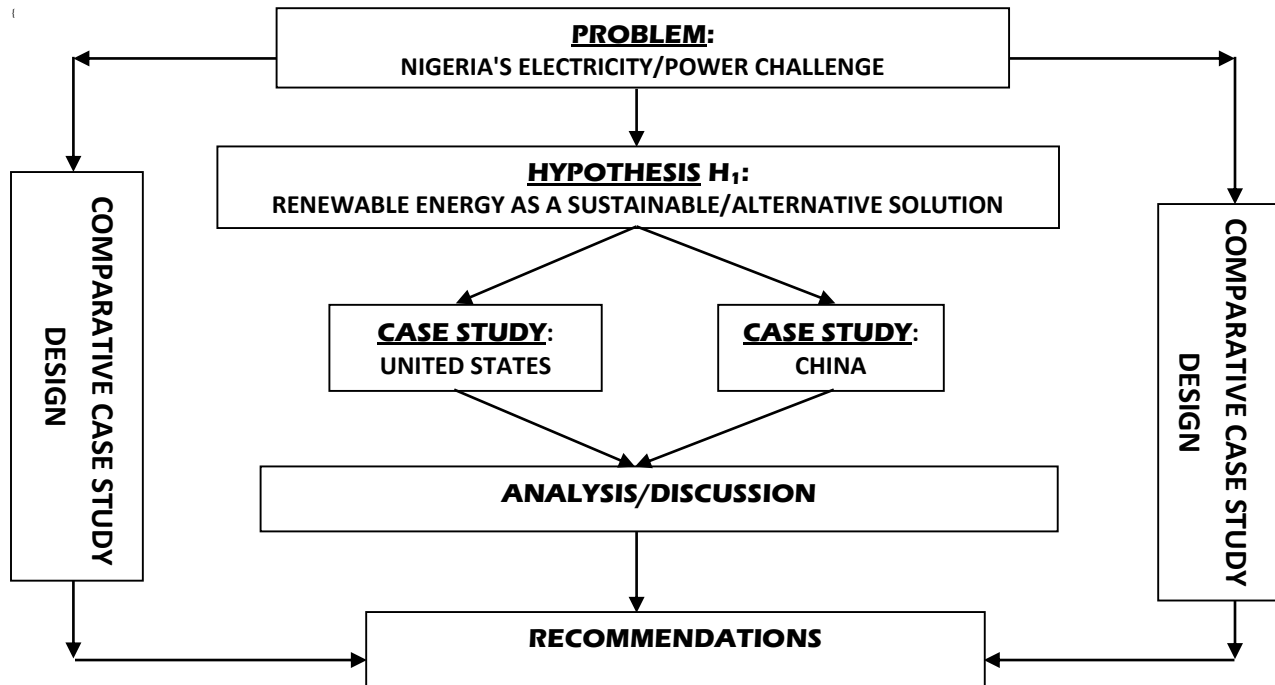 PROBLEM:
NIGERIA'S ELECTRICITY/POWER CHALLENGE
HYPOTHESIS H₁:
RENEWABLE ENERGY AS A SUSTAINABLE/ALTERNATIVE SOLUTION
COMPARATIVE CASE STUDY
DESIGN
CASE STUDY:
UNITED STATES
CASE STUDY:
CHINA
COMPARATIVE CASE STUDY
DESIGN
ANALYSIS/DISCUSSION
RECOMMENDATIONS